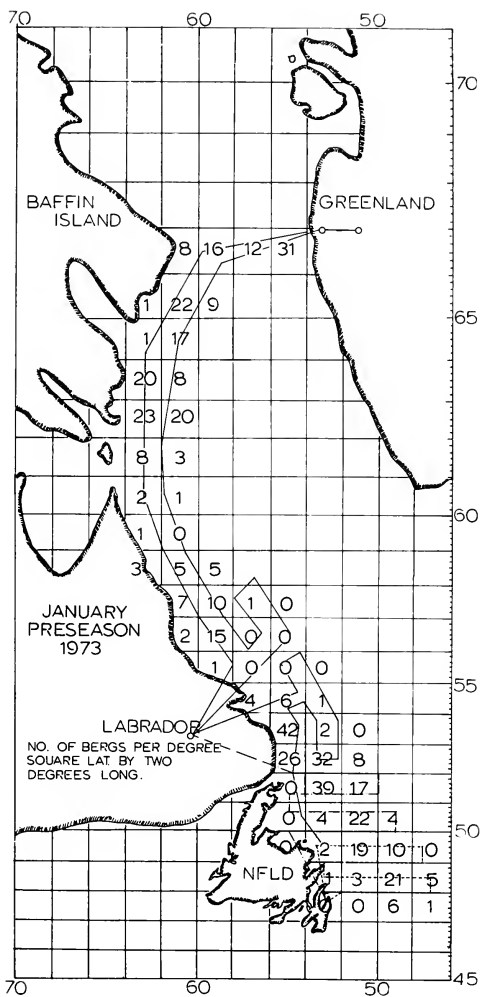 70 60 50
70
BAFFIN ISLAND
GREENLAND
8 16 12 31
1 22 9
65
1 17
20 8
23 20
8 3
2 1
60
1 0
3 5 5
7 10 1 0
JANUARY
PRESEASON
1973
2 15 0 0
1 0 0 0
55
4 6 1
LABRADOR
42 2 0
NO. OF BERGS PER DEGREE
SQUARE LAT BY TWO
DEGREES LONG.
26 32 8
0 39 17
0 4 22 4
50
0 2 19 10 0
NFLD
1 3 21 5
0 0 6 1
45
70 60 50